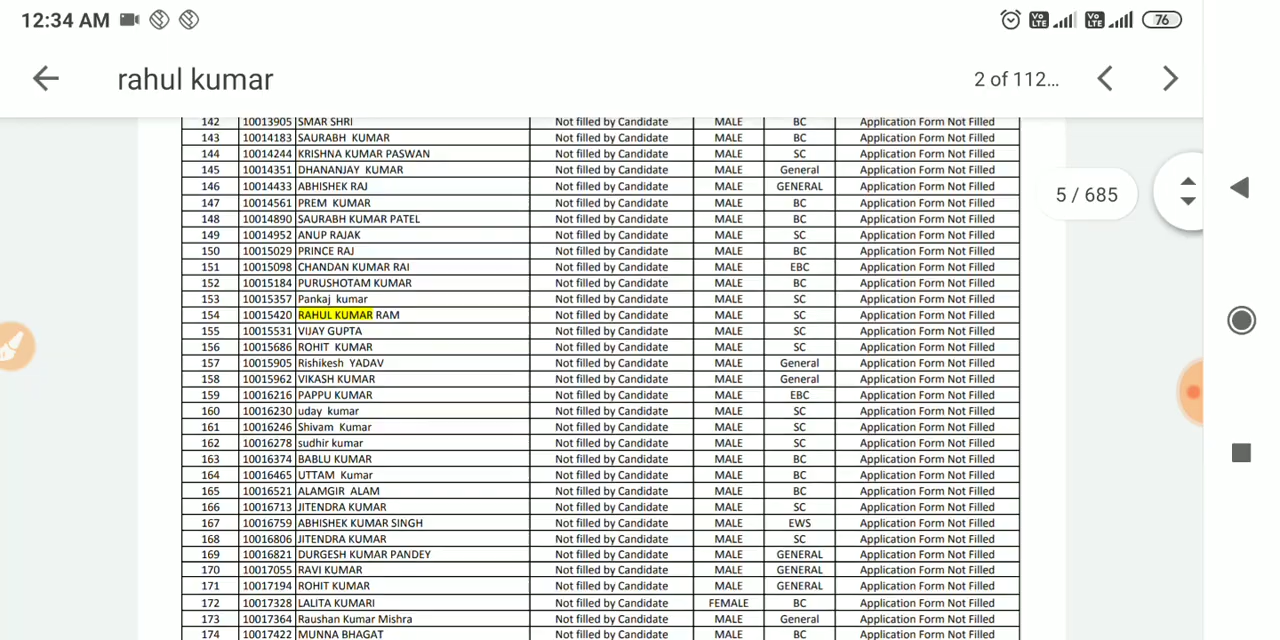 12:34 AM
Vo LTE Vo LTE 76
rahul kumar 2 of 112...
5 / 685
142 10013905 SMAR SHRI Not filled by Candidate MALE BC Application Form Not Filled
143 10014183 SAURABH KUMAR Not filled by Candidate MALE BC Application Form Not Filled
144 10014244 KRISHNA KUMAR PASWAN Not filled by Candidate MALE SC Application Form Not Filled
145 10014351 DHANANJAY KUMAR Not filled by Candidate MALE General Application Form Not Filled
146 10014433 ABHISHEK RAJ Not filled by Candidate MALE GENERAL Application Form Not Filled
147 10014561 PREM KUMAR Not filled by Candidate MALE BC Application Form Not Filled
148 10014890 SAURABH KUMAR PATEL Not filled by Candidate MALE BC Application Form Not Filled
149 10014952 ANUP RAJAK Not filled by Candidate MALE SC Application Form Not Filled
150 10015029 PRINCE RAJ Not filled by Candidate MALE BC Application Form Not Filled
151 10015098 CHANDAN KUMAR RAI Not filled by Candidate MALE EBC Application Form Not Filled
152 10015184 PURUSHOTAM KUMAR Not filled by Candidate MALE BC Application Form Not Filled
153 10015357 Pankaj kumar Not filled by Candidate MALE SC Application Form Not Filled
154 10015420 RAHUL KUMAR RAM Not filled by Candidate MALE SC Application Form Not Filled
155 10015531 VIJAY GUPTA Not filled by Candidate MALE SC Application Form Not Filled
156 10015686 ROHIT KUMAR Not filled by Candidate MALE SC Application Form Not Filled
157 10015905 Rishikesh YADAV Not filled by Candidate MALE General Application Form Not Filled
158 10015962 VIKASH KUMAR Not filled by Candidate MALE General Application Form Not Filled
159 10016216 PAPPU KUMAR Not filled by Candidate MALE EBC Application Form Not Filled
160 10016230 uday kumar Not filled by Candidate MALE SC Application Form Not Filled
161 10016246 Shivam Kumar Not filled by Candidate MALE SC Application Form Not Filled
162 10016278 sudhir kumar Not filled by Candidate MALE SC Application Form Not Filled
163 10016374 BABLU KUMAR Not filled by Candidate MALE BC Application Form Not Filled
164 10016465 UTTAM Kumar Not filled by Candidate MALE BC Application Form Not Filled
165 10016521 ALAMGIR ALAM Not filled by Candidate MALE BC Application Form Not Filled
166 10016713 JITENDRA KUMAR Not filled by Candidate MALE SC Application Form Not Filled
167 10016759 ABHISHEK KUMAR SINGH Not filled by Candidate MALE EWS Application Form Not Filled
168 10016806 JITENDRA KUMAR Not filled by Candidate MALE SC Application Form Not Filled
169 10016821 DURGESH KUMAR PANDEY Not filled by Candidate MALE GENERAL Application Form Not Filled
170 10017055 RAVI KUMAR Not filled by Candidate MALE GENERAL Application Form Not Filled
171 10017194 ROHIT KUMAR Not filled by Candidate MALE GENERAL Application Form Not Filled
172 10017328 LALITA KUMARI Not filled by Candidate FEMALE BC Application Form Not Filled
173 10017364 Raushan Kumar Mishra Not filled by Candidate MALE General Application Form Not Filled
174 10017422 MUNNA BHAGAT Not filled by Candidate MALE BC Application Form Not Filled